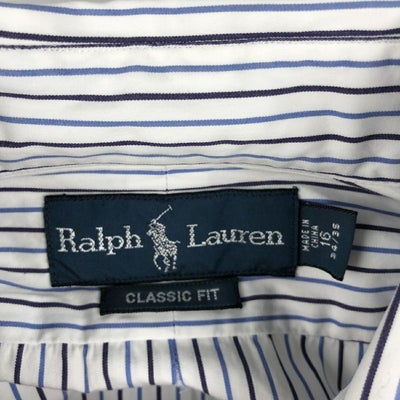 Ralph Lauren
CLASSIC FIT
MADE IN
CHINA
16
34/35